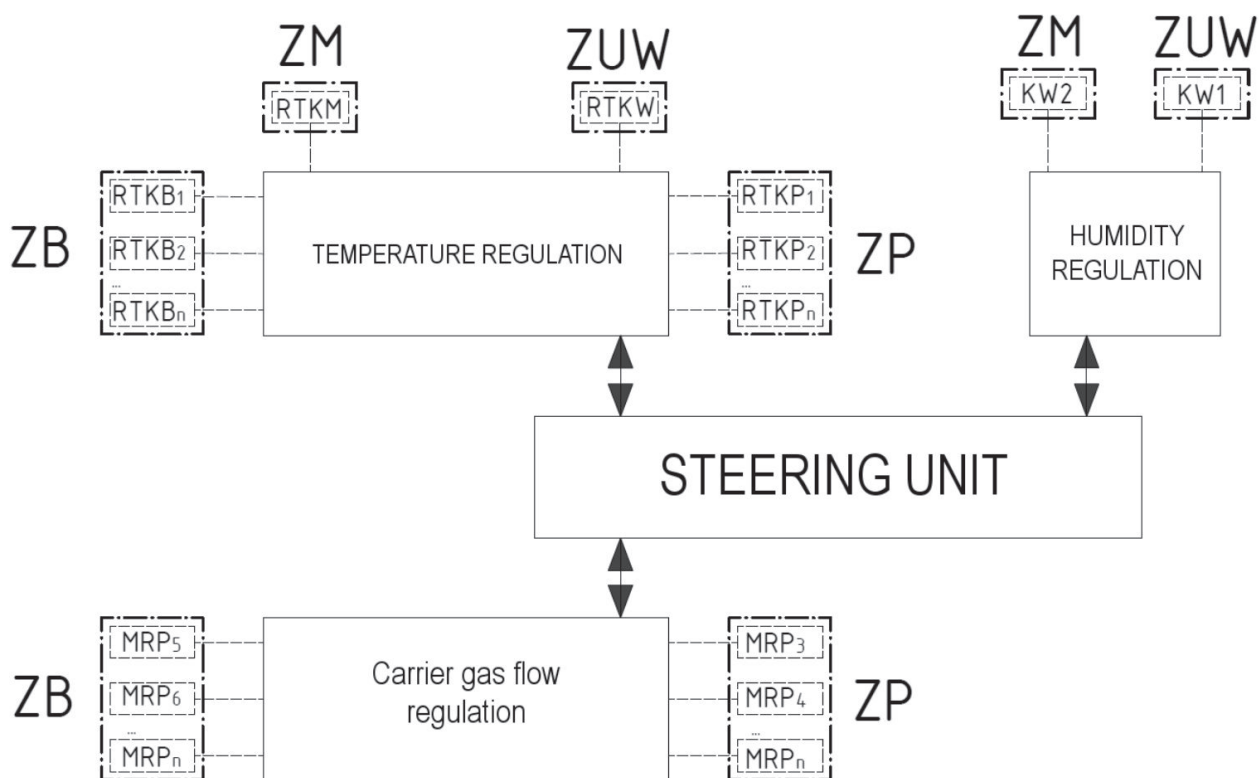 ZM
ZUW
ZM
ZUW
RTKM
RTKW
KW2
KW1
ZB
RTKB1
RTKB2
...
RTKBn
TEMPERATURE REGULATION
RTKP1
RTKP2
...
RTKPn
ZP
HUMIDITY
REGULATION
STEERING UNIT
ZB
MRP5
MRP6
...
MRPn
Carrier gas flow
regulation
MRP3
MRP4
...
MRPn
ZP